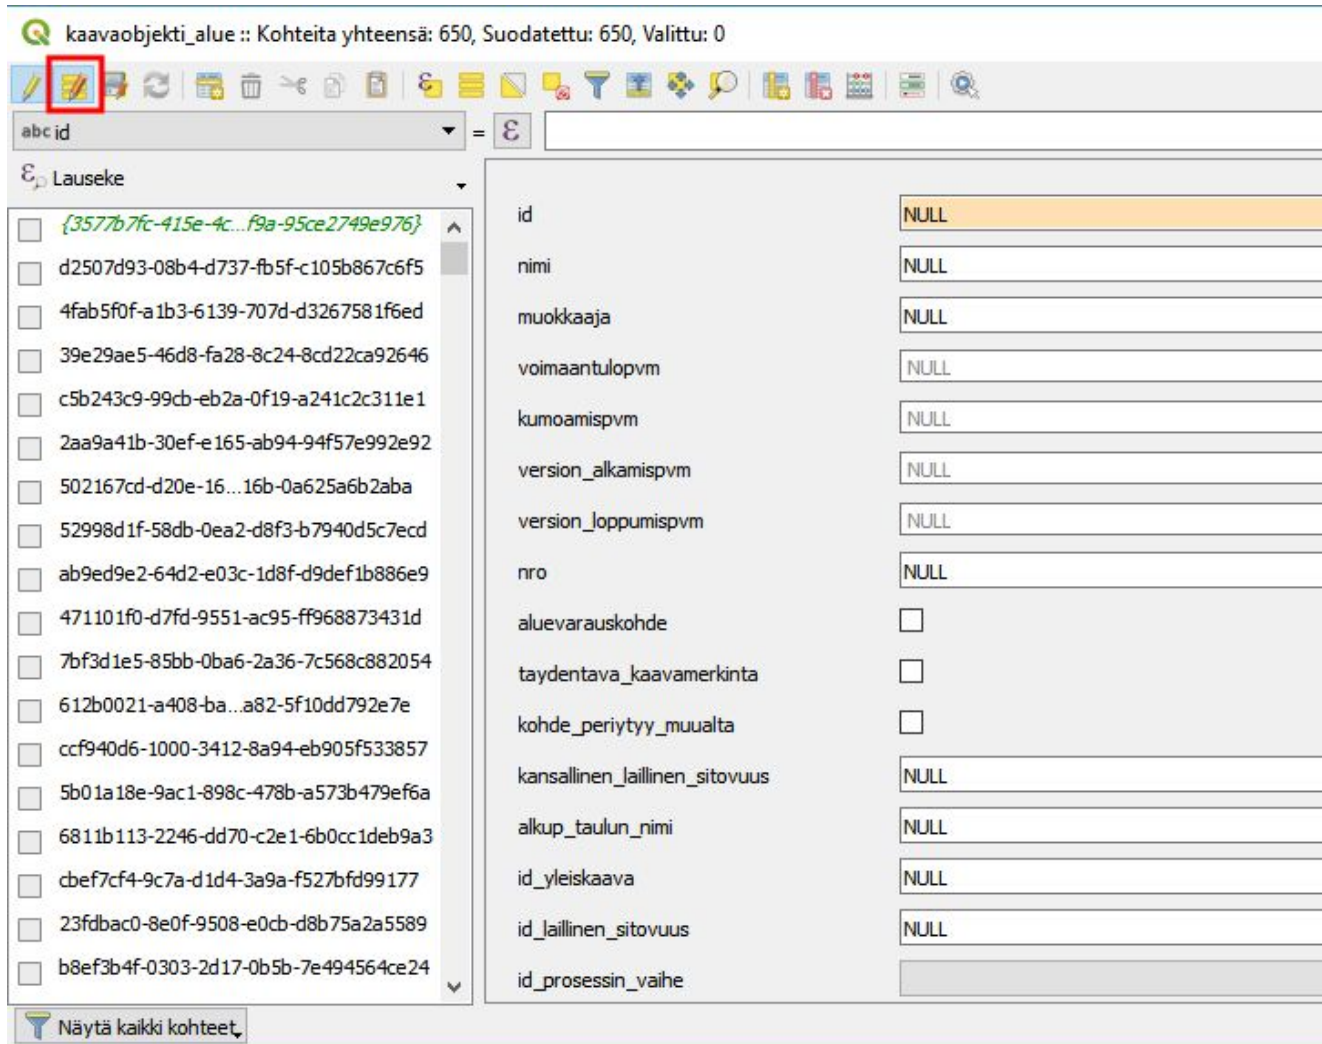 kaavaobjekti_alue :: Kohteita yhteensä: 650, Suodatettu: 650, Valittu: 0
abc id = ε
ε Lauseke
{3577b7fc-415e-4c...f9a-95ce2749e976}
d2507d93-08b4-d737-fb5f-c105b867c6f5
4fab5f0f-a1b3-6139-707d-d3267581f6ed
39e29ae5-46d8-fa28-8c24-8cd22ca92646
c5b243c9-99cb-eb2a-0f19-a241c2c311e1
2aa9a41b-30ef-e165-ab94-94f57e992e92
502167cd-d20e-16...16b-0a625a6b2aba
52998d1f-58db-0ea2-d8f3-b7940d5c7ecd
ab9ed9e2-64d2-e03c-1d8f-d9def1b886e9
471101f0-d7fd-9551-ac95-ff968873431d
7bf3d1e5-85bb-0ba6-2a36-7c568c882054
612b0021-a408-ba...a82-5f10dd792e7e
ccf940d6-1000-3412-8a94-eb905f533857
5b01a18e-9ac1-898c-478b-a573b479ef6a
6811b113-2246-dd70-c2e1-6b0cc1deb9a3
cbef7cf4-9c7a-d1d4-3a9a-f527bfd99177
23fdbac0-8e0f-9508-e0cb-d8b75a2a5589
b8ef3b4f-0303-2d17-0b5b-7e494564ce24
Näytä kaikki kohteet
id NULL
nimi NULL
muokkaaja NULL
voimaantulopvm NULL
kumoamispvm NULL
version_alkamispvm NULL
version_loppumispvm NULL
nro NULL
aluevarauskohde
taydentava_kaavamerkinta
kohde_periytyy_muualta
kansallinen_laillinen_sitovuus NULL
alkup_taulun_nimi NULL
id_yleiskaava NULL
id_laillinen_sitovuus NULL
id_prosessin_vaihe